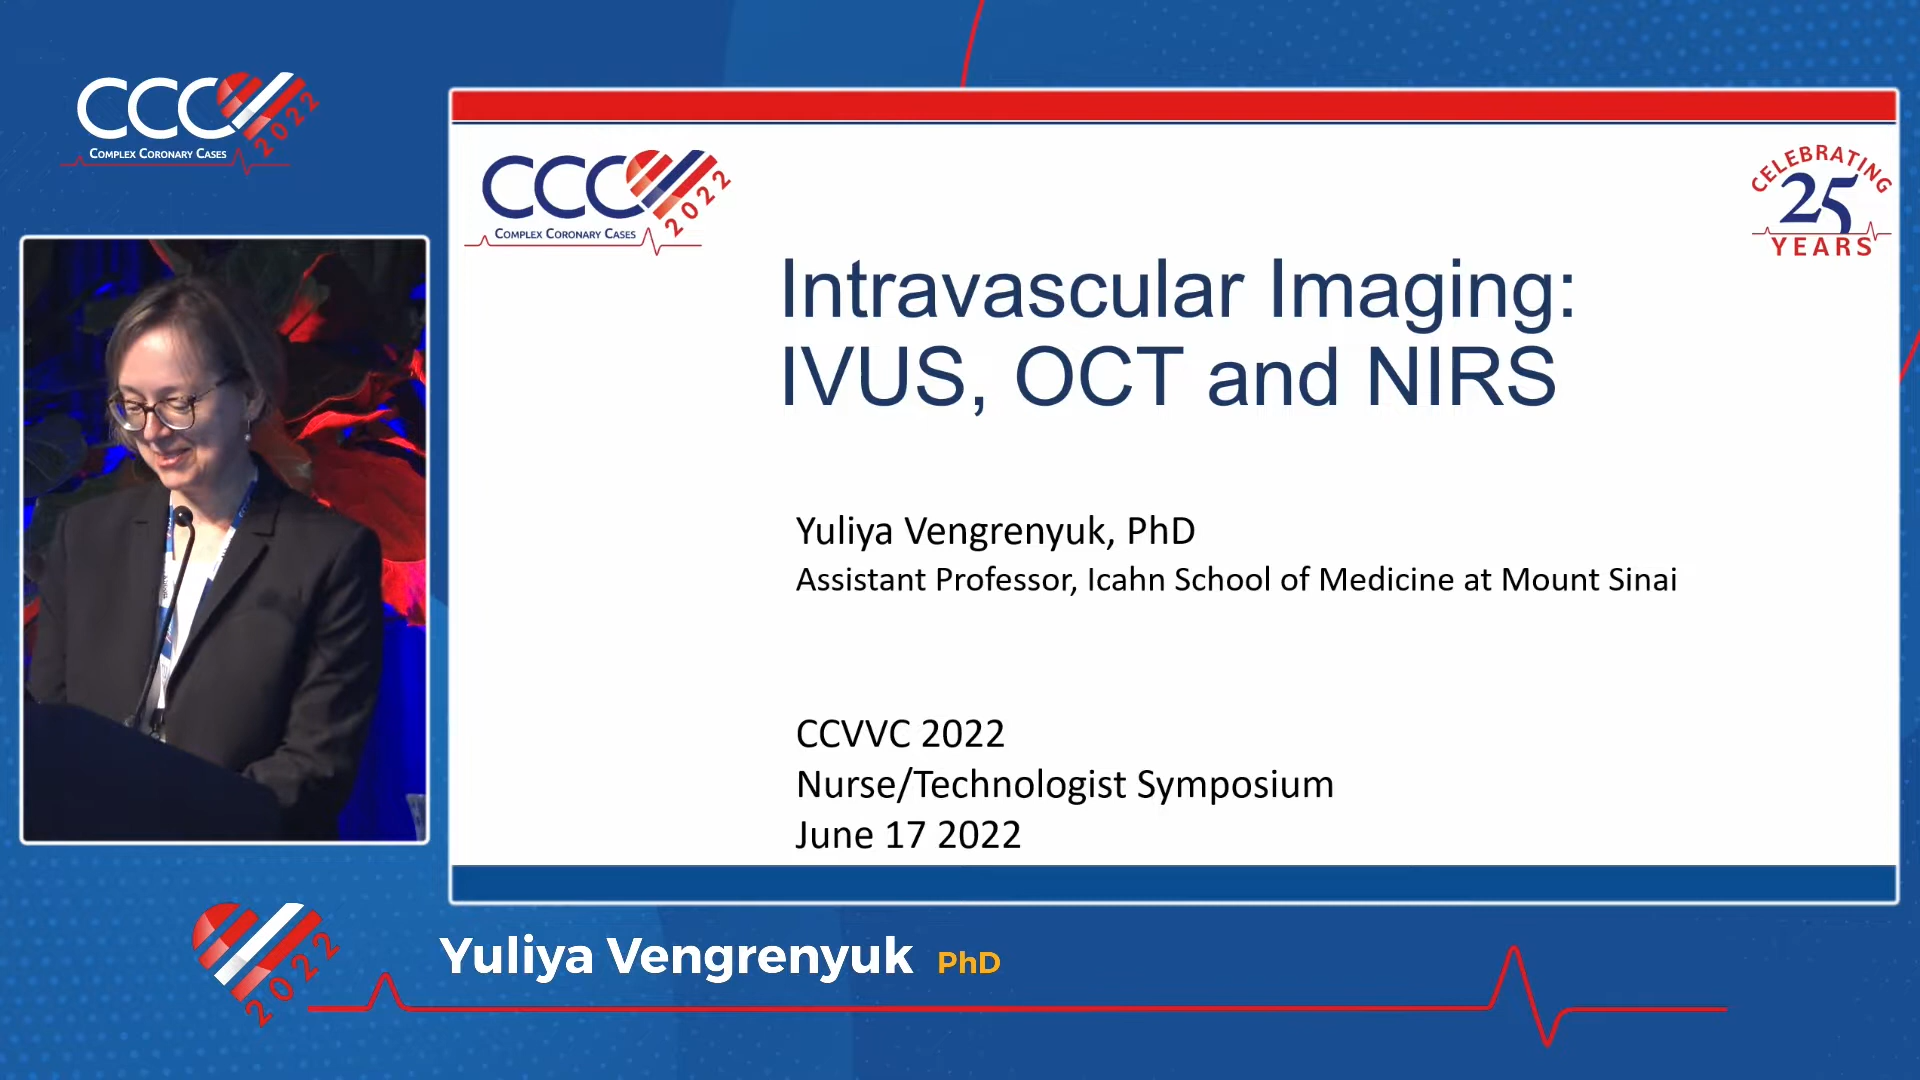 CCC
2022
COMPLEX CORONARY CASES
CCC
2022
COMPLEX CORONARY CASES
CELEBRATING
25
YEARS
Intravascular Imaging:
IVUS, OCT and NIRS
Yuliya Vengrenyuk, PhD
Assistant Professor, Icahn School of Medicine at Mount Sinai
CCVVC 2022
Nurse/Technologist Symposium
June 17 2022
2022
Yuliya Vengrenyuk PhD